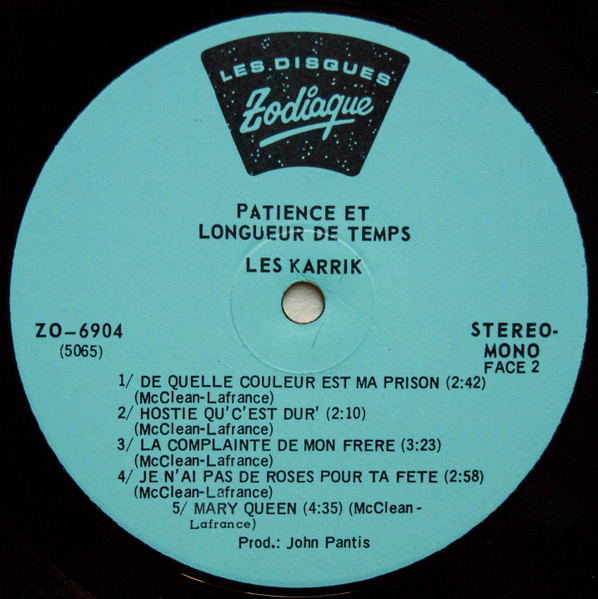 LES DISQUES
Zodiaque
PATIENCE ET
LONGUEUR DE TEMPS
LES KARRIK
ZO-6904
(5065)
STEREO-
MONO
FACE 2
1/ DE QUELLE COULEUR EST MA PRISON (2:42)
(McClean-Lafrance)
2/ HOSTIE QU'C'EST DUR' (2:10)
(McClean-Lafrance)
3/ LA COMPLAINTE DE MON FRERE (3:23)
(McClean-Lafrance)
4/ JE N'AI PAS DE ROSES POUR TA FETE (2:58)
(McClean-Lafrance)
5/ MARY QUEEN (4:35) (McClean-
Lafrance)
Prod.: John Pantis